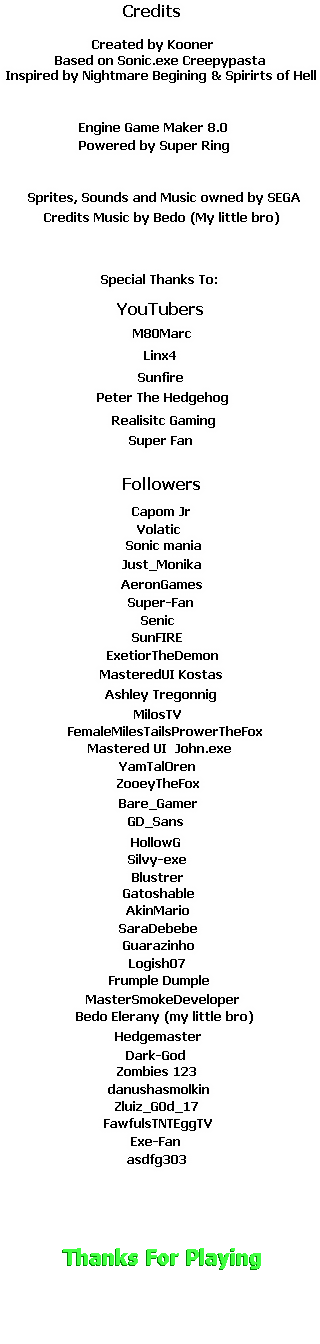 Credits
Created by Kooner
Based on Sonic.exe Creepypasta
Inspired by Nightmare Begining & Spirirts of Hell
Engine Game Maker 8.0
Powered by Super Ring
Sprites, Sounds and Music owned by SEGA
Credits Music by Bedo (My little bro)
Special Thanks To:
YouTubers
M80Marc
Linx4
Sunfire
Peter The Hedgehog
Realisitc Gaming
Super Fan
Followers
Capom Jr
Volatic
Sonic mania
Just_Monika
AeronGames
Super-Fan
Senic
SunFIRE
ExetiorTheDemon
MasteredUI Kostas
Ashley Tregonnig
MilosTV
FemaleMilesTailsProwerTheFox
Mastered UI John.exe
YamTalOren
ZooeyTheFox
Bare_Gamer
GD_Sans
HollowG
Silvy-exe
Blustrer
Gatoshable
AkinMario
SaraDebebe
Guarazinho
Logish07
Frumple Dumple
MasterSmokeDeveloper
Bedo Elerany (my little bro)
Hedgemaster
Dark-God
Zombies 123
danushasmolkin
Zluiz_G0d_17
FawfulsTNTEggTV
Exe-Fan
asdfg303
Thanks For Playing